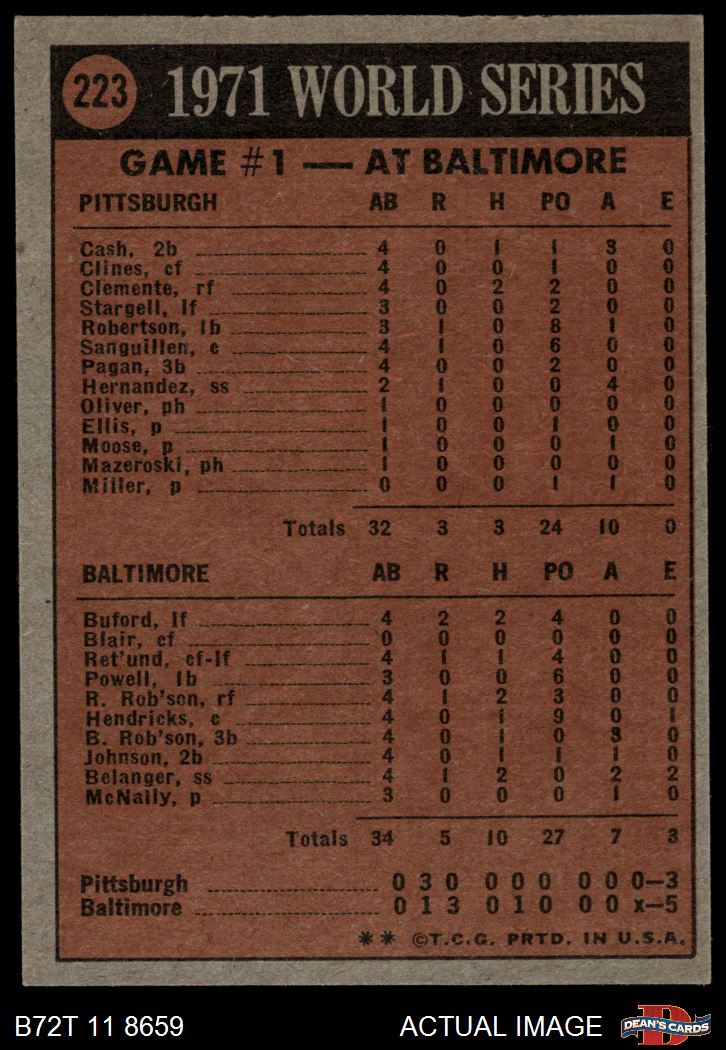 223 1971 WORLD SERIES
GAME #1 — AT BALTIMORE
PITTSBURGH AB R H PO A E
Cash, 2b 4 0 1 1 3 0
Clines, cf 4 0 0 1 0 0
Clemente, rf 4 0 2 2 0 0
Stargell, lf 3 0 0 2 0 0
Robertson, 1b 3 1 0 8 1 0
Sanguillen, c 4 1 0 6 0 0
Pagan, 3b 4 0 0 2 0 0
Hernandez, ss 2 1 0 0 4 0
Oliver, ph 1 0 0 0 0 0
Ellis, p 1 0 0 1 0 0
Moose, p 1 0 0 0 1 0
Mazeroski, ph 1 0 0 0 0 0
Miller, p 0 0 0 1 1 0
Totals 32 3 3 24 10 0
BALTIMORE AB R H PO A E
Buford, lf 4 2 2 4 0 0
Blair, cf 0 0 0 0 0 0
Ret'und, cf-lf 4 1 1 4 0 0
Powell, 1b 3 0 0 6 0 0
R. Rob'son, rf 4 1 2 3 0 0
Hendricks, c 4 0 1 9 0 1
B. Rob'son, 3b 4 0 1 0 3 0
Johnson, 2b 4 0 1 1 1 0
Belanger, ss 4 1 2 0 2 2
McNally, p 3 0 0 0 1 0
Totals 34 5 10 27 7 3
Pittsburgh 0 3 0 0 0 0 0 0 0—3
Baltimore 0 1 3 0 1 0 0 0 x—5
** ©T.C.G. PRTD. IN U.S.A.
B72T 11 8659 ACTUAL IMAGE DEAN'S CARDS